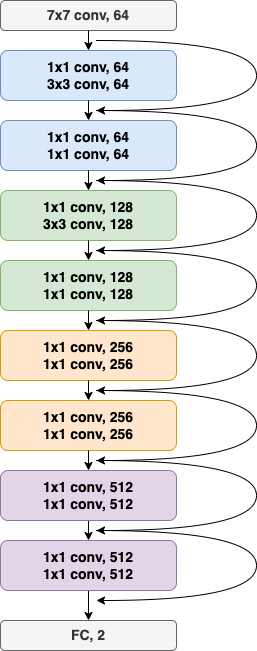 7x7 conv, 64
1x1 conv, 64
3x3 conv, 64
1x1 conv, 64
1x1 conv, 64
1x1 conv, 128
3x3 conv, 128
1x1 conv, 128
1x1 conv, 128
1x1 conv, 256
1x1 conv, 256
1x1 conv, 256
1x1 conv, 256
1x1 conv, 512
1x1 conv, 512
1x1 conv, 512
1x1 conv, 512
FC, 2